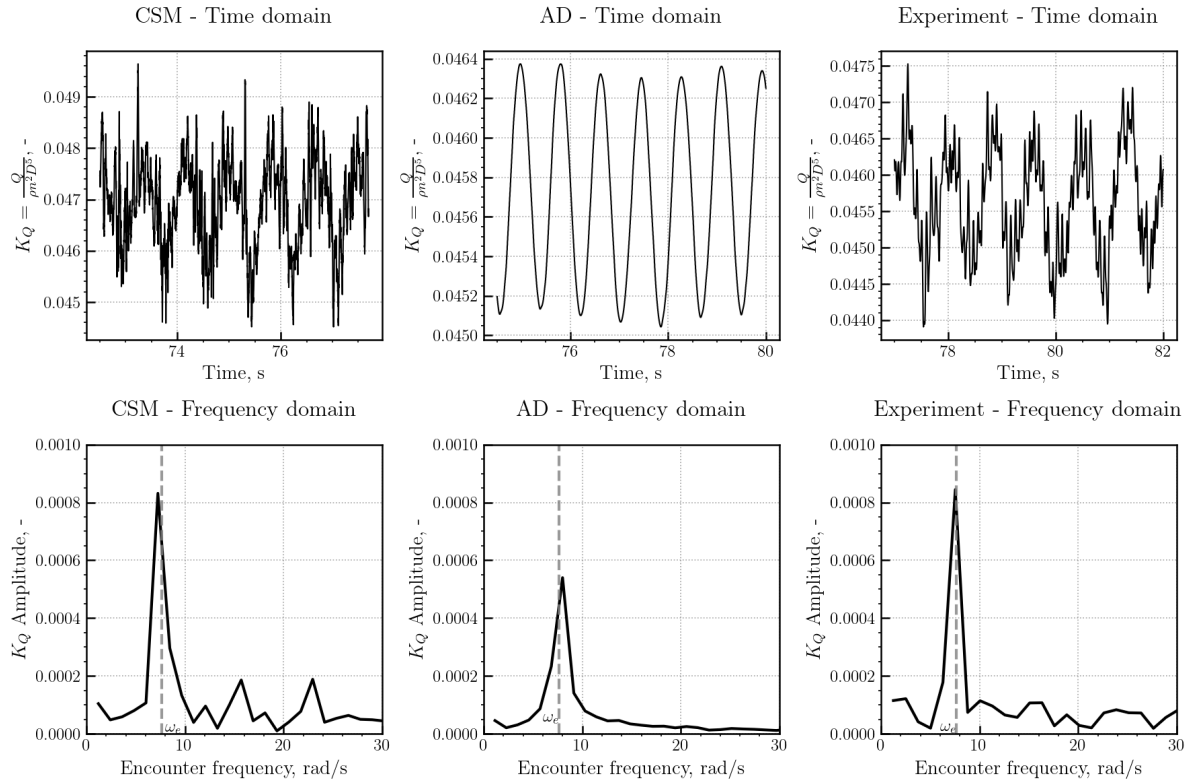 CSM - Time domain
AD - Time domain
Experiment - Time domain
K_Q = Q/ρn²D⁵, -
0.049
0.048
0.047
0.046
0.045
74
76
Time, s
K_Q = Q/ρn²D⁵, -
0.0464
0.0462
0.0460
0.0458
0.0456
0.0454
0.0452
0.0450
76
78
80
Time, s
K_Q = Q/ρn²D⁵, -
0.0475
0.0470
0.0465
0.0460
0.0455
0.0450
0.0445
0.0440
78
80
82
Time, s
CSM - Frequency domain
AD - Frequency domain
Experiment - Frequency domain
K_Q Amplitude, -
0.0010
0.0008
0.0006
0.0004
0.0002
0.0000
ω_e
0
10
20
30
Encounter frequency, rad/s
K_Q Amplitude, -
0.0010
0.0008
0.0006
0.0004
0.0002
0.0000
ω_e
0
10
20
30
Encounter frequency, rad/s
K_Q Amplitude, -
0.0010
0.0008
0.0006
0.0004
0.0002
0.0000
ω_e
0
10
20
30
Encounter frequency, rad/s